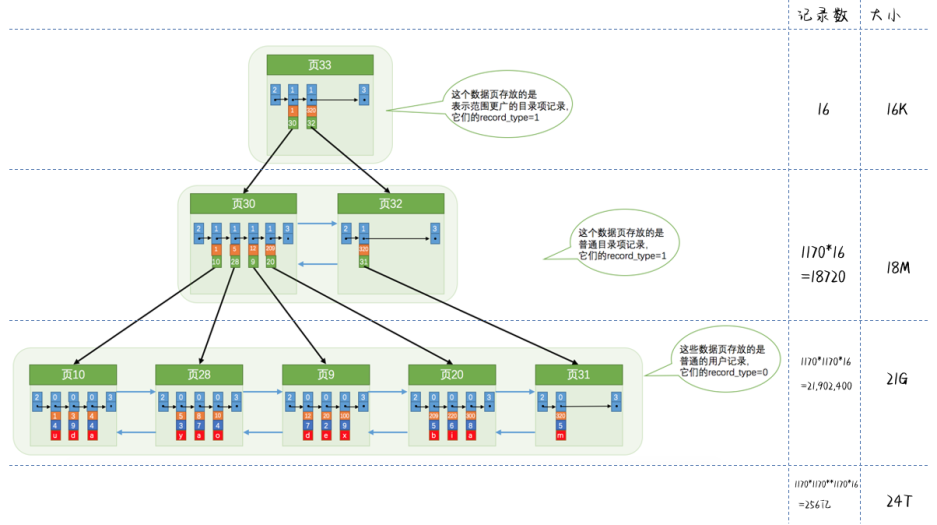 记录数 大小
页33
2 1 1 3
1 320
30 32
这个数据页存放的是
表示范围更广的目录项记录,
它们的record_type=1
16 16K
页30 页32
2 1 1 1 1 3 2 1 3
1 5 12 209 320
10 28 9 20 31
这个数据页存放的是
普通目录项记录,
它们的record_type=1
1170*16
=18720
18M
这些数据页存放的是
普通的用户记录,
它们的record_type=0
1170*1170*16
=21,902,400
21G
页10 页28 页9 页20 页31
2 0 0 0 3 2 0 0 0 3 2 0 0 0 3 2 0 0 0 3 2 0 3
1 3 4 5 8 10 12 20 100 209 220 300 320
4 9 4 3 7 4 7 2 9 5 6 8 5
u d a y a o d e x b l a m
1170*1170**1170*16
=256亿
24T